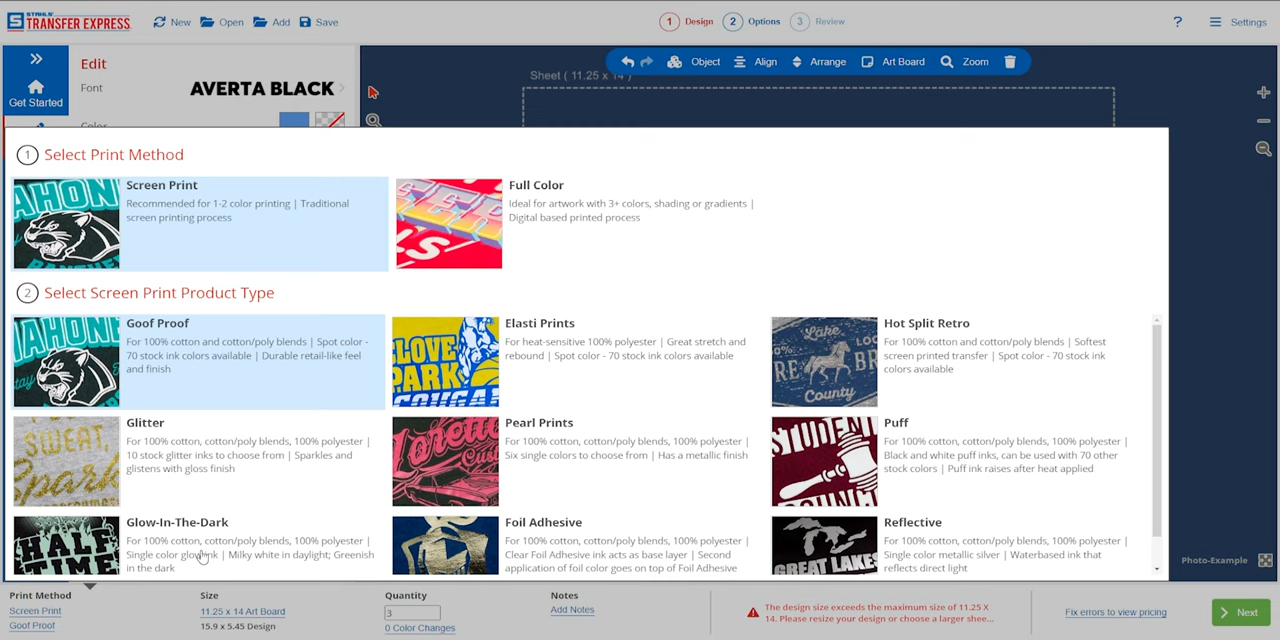 STAHLS'
TRANSFER EXPRESS
New
Open
Add
Save
1 Design
2 Options
3 Review
?
Settings
Get Started
Edit
Font
AVERTA BLACK
Color
Object
Align
Arrange
Art Board
Zoom
Sheet ( 11.25 x 14 )
1 Select Print Method
Screen Print
Recommended for 1-2 color printing | Traditional
screen printing process
Full Color
Ideal for artwork with 3+ colors, shading or gradients |
Digital based printed process
2 Select Screen Print Product Type
Goof Proof
For 100% cotton and cotton/poly blends | Spot color -
70 stock ink colors available | Durable retail-like feel
and finish
Elasti Prints
For heat-sensitive 100% polyester | Great stretch and
rebound | Spot color - 70 stock ink colors available
LOVE
PARK
COUGAR
Hot Split Retro
For 100% cotton and cotton/poly blends | Softest
screen printed transfer | Spot color - 70 stock ink
colors available
Lake
County
Glitter
For 100% cotton, cotton/poly blends, 100% polyester |
10 stock glitter inks to choose from | Sparkles and
glistens with gloss finish
SWEAT,
Spark
Pearl Prints
For 100% cotton, cotton/poly blends, 100% polyester |
Six single colors to choose from | Has a metallic finish
Puff
For 100% cotton, cotton/poly blends, 100% polyester |
Black and white puff inks, can be used with 70 other
stock colors | Puff ink raises after heat applied
STUDENT
Glow-In-The-Dark
For 100% cotton, cotton/poly blends, 100% polyester |
Single color glow ink | Milky white in daylight; Greenish
in the dark
HALF
TIME
Foil Adhesive
For 100% cotton, cotton/poly blends, 100% polyester |
Clear Foil Adhesive ink acts as base layer | Second
application of foil color goes on top of Foil Adhesive
Reflective
For 100% cotton, cotton/poly blends, 100% polyester |
Single color metallic silver | Waterbased ink that
reflects direct light
GREAT LAKES
Photo-Example
Print Method
Screen Print
Goof Proof
Size
11.25 x 14 Art Board
15.9 x 5.45 Design
Quantity
3
0 Color Changes
Notes
Add Notes
The design size exceeds the maximum size of 11.25 X
14. Please resize your design or choose a larger shee...
Fix errors to view pricing
Next